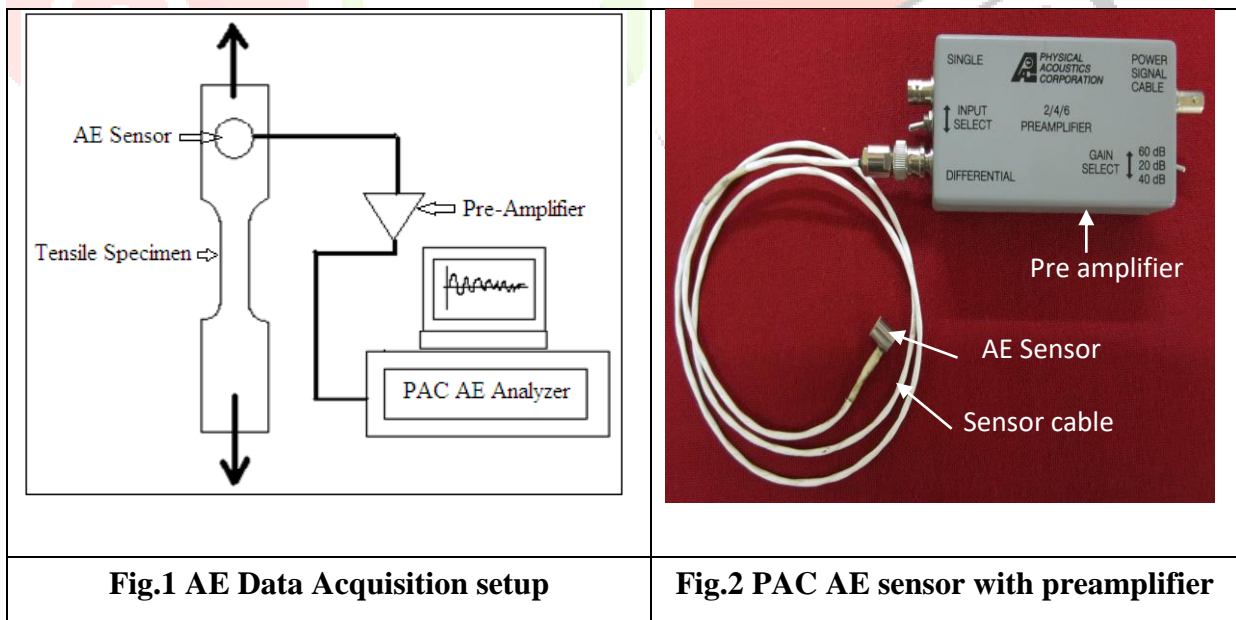 AE Sensor
Pre-Amplifier
Tensile Specimen
PAC AE Analyzer
SINGLE
PHYSICAL
ACOUSTICS
CORPORATION
POWER
SIGNAL
CABLE
INPUT
SELECT
2/4/6
PREAMPLIFIER
GAIN
SELECT
60 dB
20 dB
40 dB
DIFFERENTIAL
Pre amplifier
AE Sensor
Sensor cable
Fig.1 AE Data Acquisition setup
Fig.2 PAC AE sensor with preamplifier